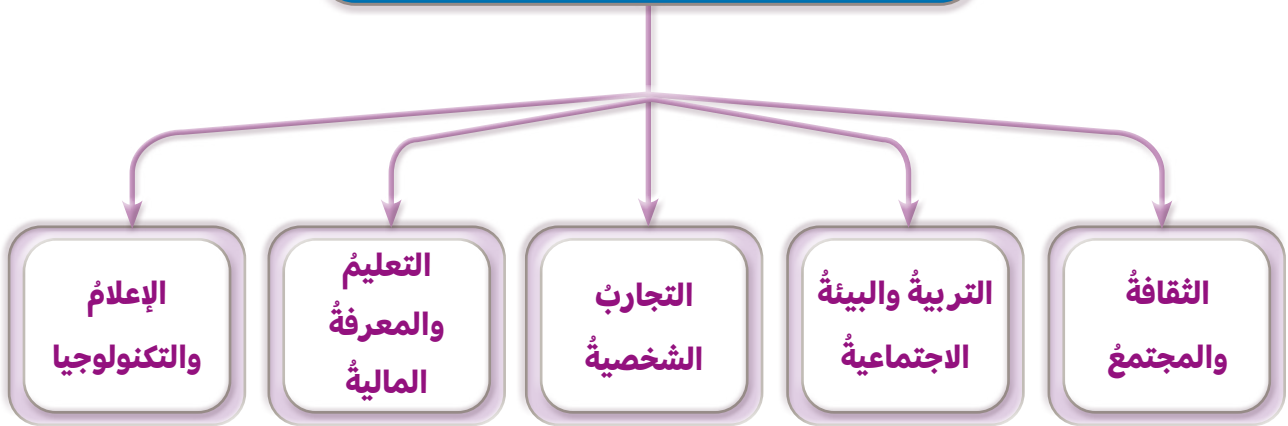 الثقافةُ
والمجتمعُ
التربيةُ والبيئةُ
الاجتماعيةُ
التجاربُ
الشخصيةُ
التعليمُ
والمعرفةُ
الماليةُ
الإعلامُ
والتكنولوجيا